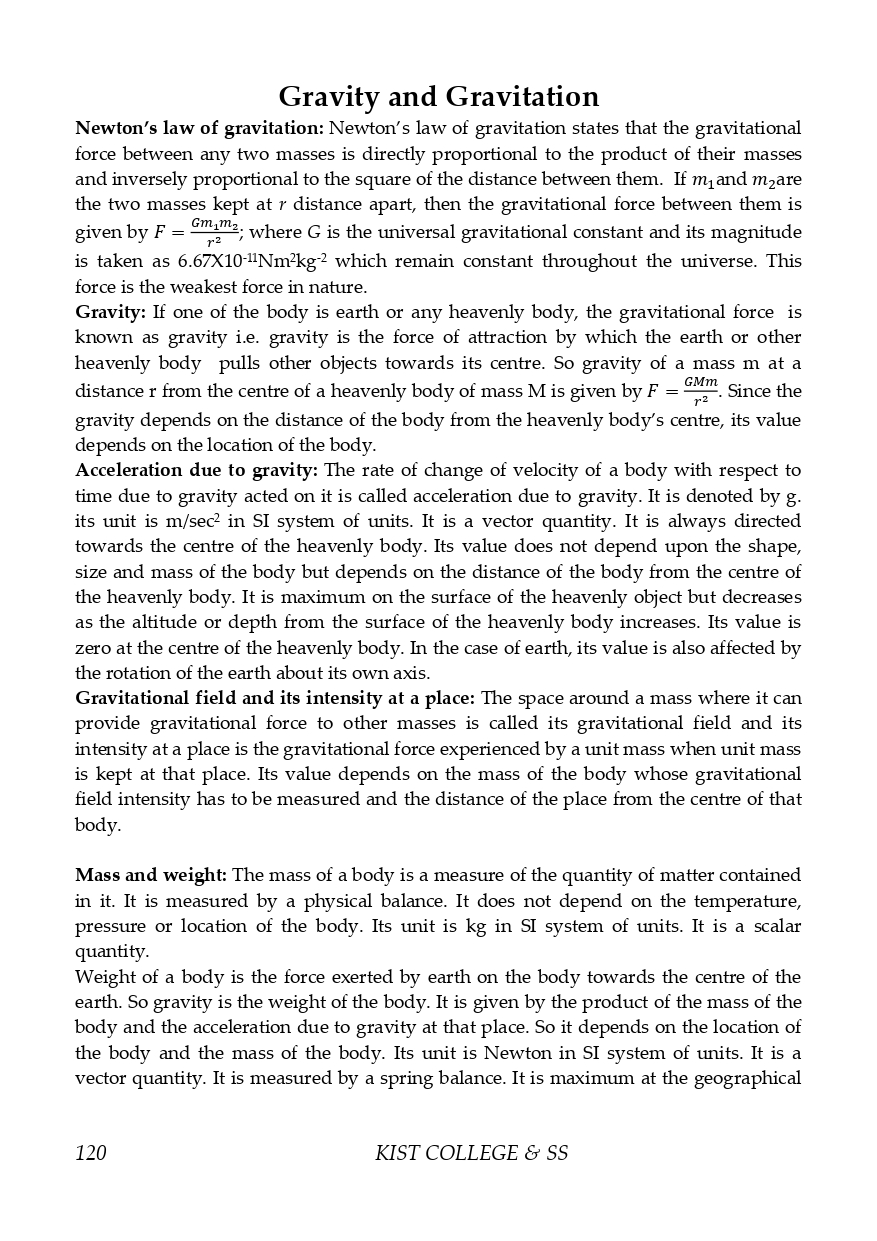 Gravity and Gravitation
Newton's law of gravitation: Newton's law of gravitation states that the gravitational
force between any two masses is directly proportional to the product of their masses
and inversely proportional to the square of the distance between them. If m₁and m₂are
the two masses kept at r distance apart, then the gravitational force between them is
given by F = Gm₁m₂/r²; where G is the universal gravitational constant and its magnitude
is taken as 6.67X10⁻¹¹Nm²kg⁻² which remain constant throughout the universe. This
force is the weakest force in nature.
Gravity: If one of the body is earth or any heavenly body, the gravitational force is
known as gravity i.e. gravity is the force of attraction by which the earth or other
heavenly body pulls other objects towards its centre. So gravity of a mass m at a
distance r from the centre of a heavenly body of mass M is given by F = GMm/r². Since the
gravity depends on the distance of the body from the heavenly body's centre, its value
depends on the location of the body.
Acceleration due to gravity: The rate of change of velocity of a body with respect to
time due to gravity acted on it is called acceleration due to gravity. It is denoted by g.
its unit is m/sec² in SI system of units. It is a vector quantity. It is always directed
towards the centre of the heavenly body. Its value does not depend upon the shape,
size and mass of the body but depends on the distance of the body from the centre of
the heavenly body. It is maximum on the surface of the heavenly object but decreases
as the altitude or depth from the surface of the heavenly body increases. Its value is
zero at the centre of the heavenly body. In the case of earth, its value is also affected by
the rotation of the earth about its own axis.
Gravitational field and its intensity at a place: The space around a mass where it can
provide gravitational force to other masses is called its gravitational field and its
intensity at a place is the gravitational force experienced by a unit mass when unit mass
is kept at that place. Its value depends on the mass of the body whose gravitational
field intensity has to be measured and the distance of the place from the centre of that
body.
Mass and weight: The mass of a body is a measure of the quantity of matter contained
in it. It is measured by a physical balance. It does not depend on the temperature,
pressure or location of the body. Its unit is kg in SI system of units. It is a scalar
quantity.
Weight of a body is the force exerted by earth on the body towards the centre of the
earth. So gravity is the weight of the body. It is given by the product of the mass of the
body and the acceleration due to gravity at that place. So it depends on the location of
the body and the mass of the body. Its unit is Newton in SI system of units. It is a
vector quantity. It is measured by a spring balance. It is maximum at the geographical
120 KIST COLLEGE & SS